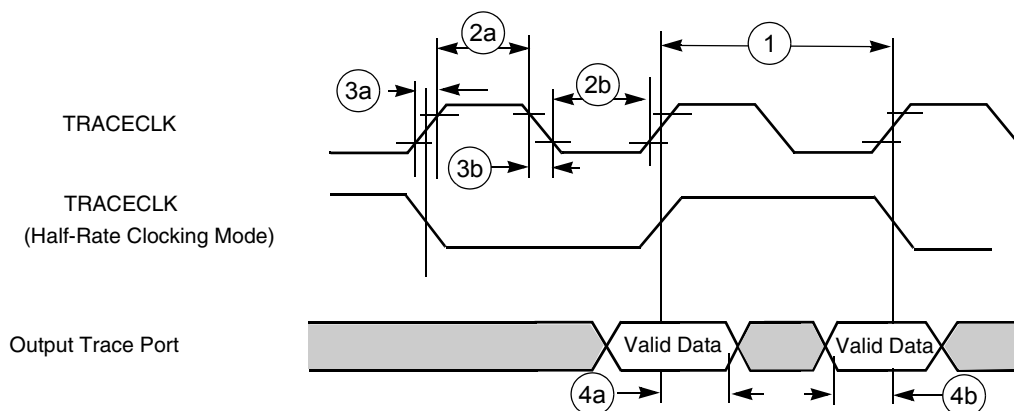 2a
1
3a
2b
TRACECLK
3b
TRACECLK
(Half-Rate Clocking Mode)
Output Trace Port
Valid Data
Valid Data
4a
4b